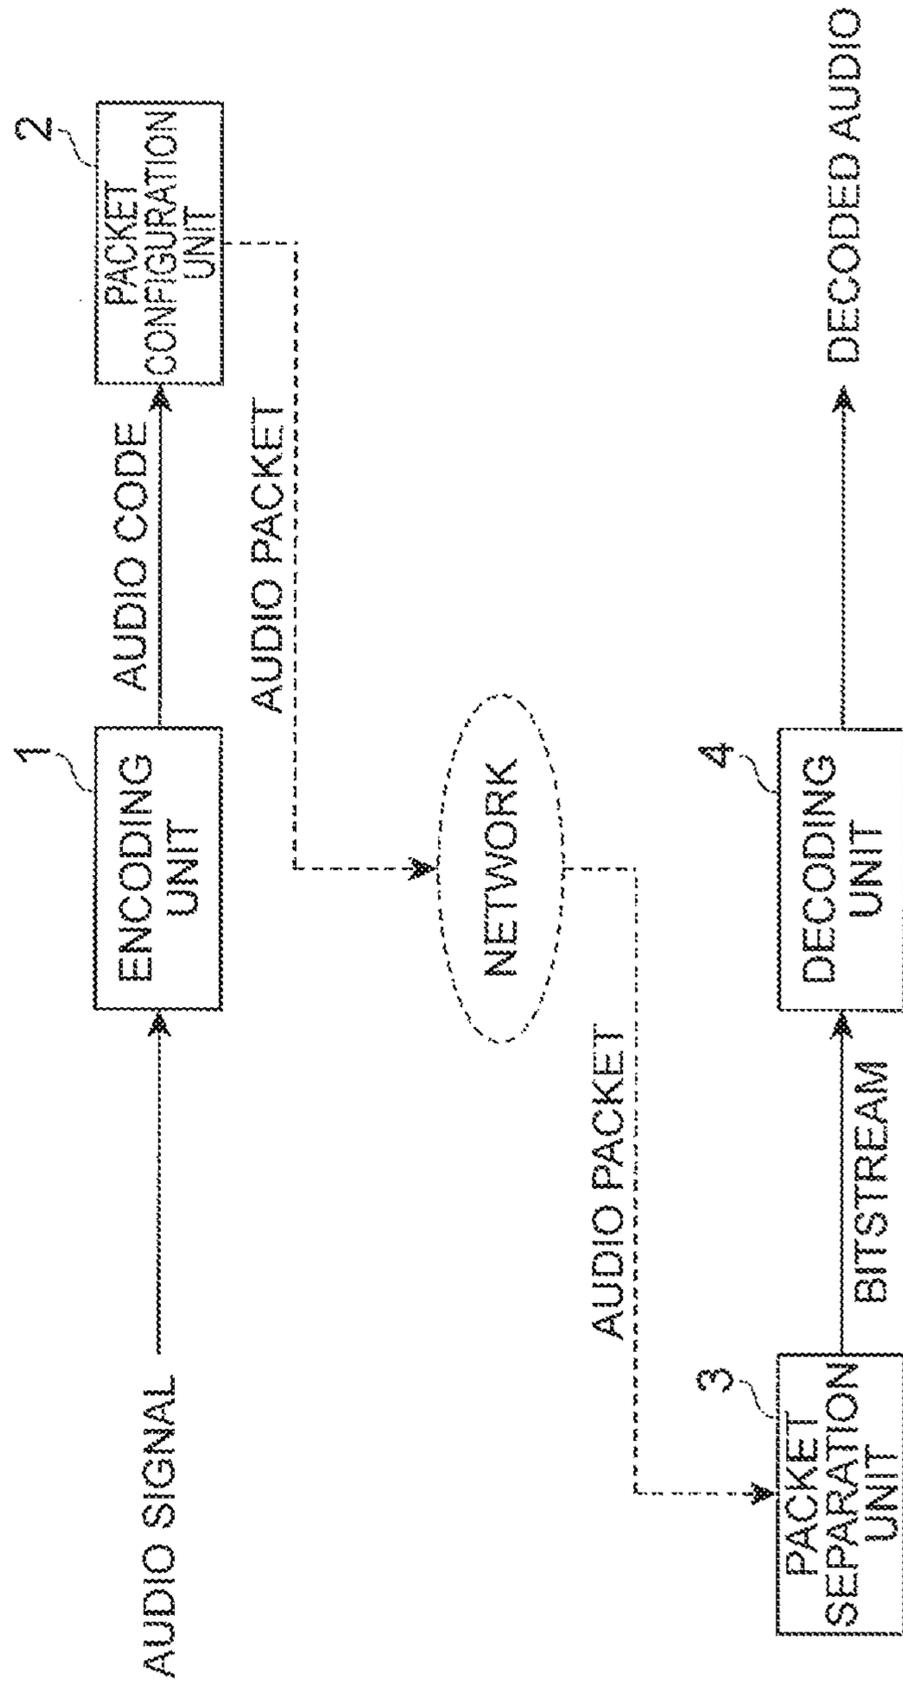 AUDIO SIGNAL
1
ENCODING
UNIT
AUDIO CODE
2
PACKET
CONFIGURATION
UNIT
AUDIO PACKET
NETWORK
AUDIO PACKET
3
PACKET
SEPARATION
UNIT
BITSTREAM
4
DECODING
UNIT
DECODED AUDIO